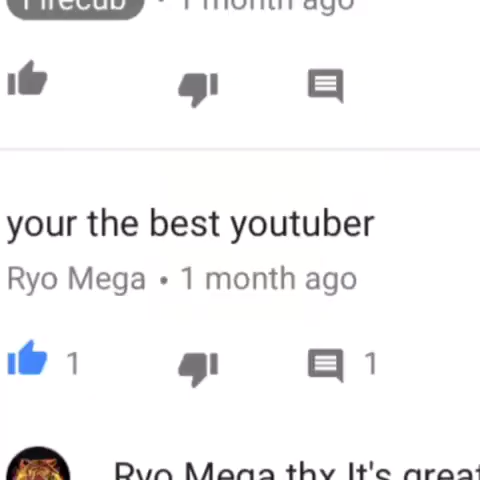 Firecub • 1 month ago
your the best youtuber
Ryo Mega • 1 month ago
1 1
Ryo Mega thx It's great